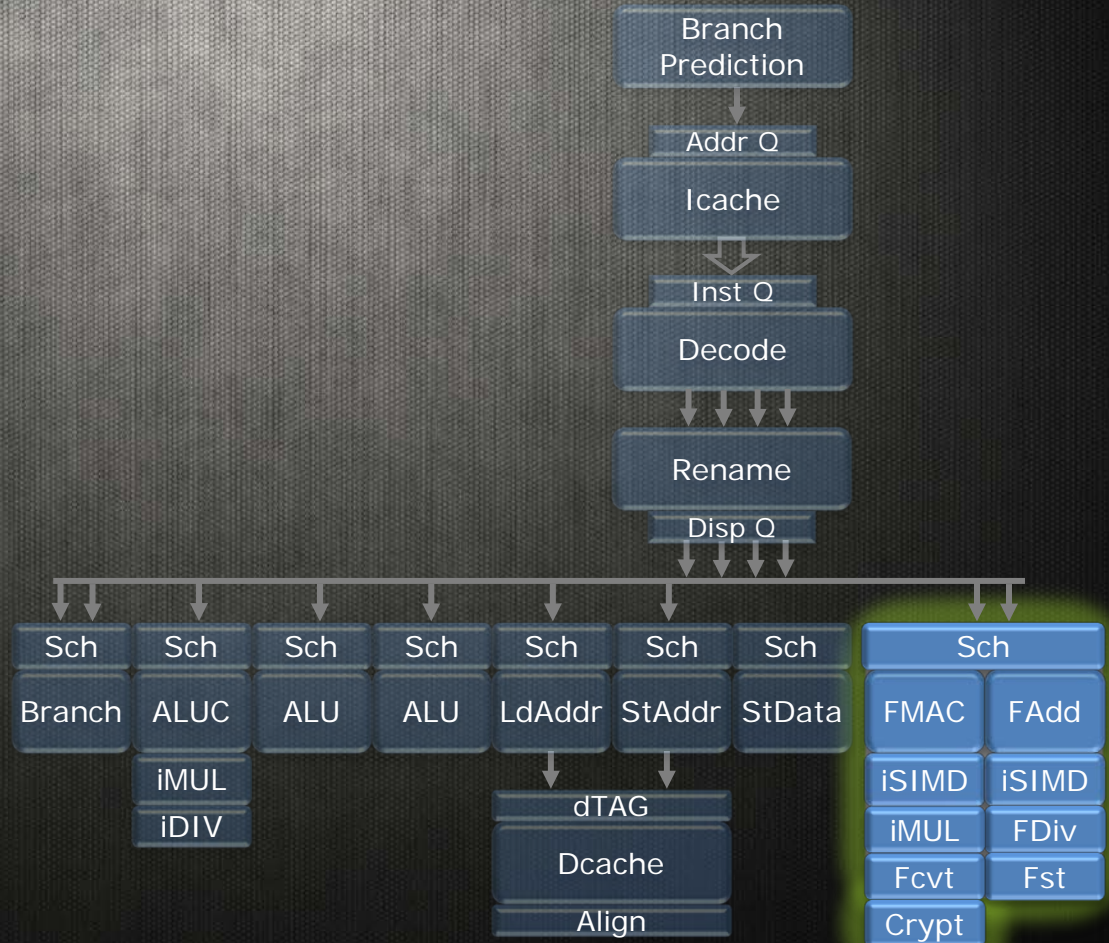 Branch
Prediction
Addr Q
Icache
Inst Q
Decode
Rename
Disp Q
Sch Sch Sch Sch Sch Sch Sch Sch
Branch ALUC ALU ALU LdAddr StAddr StData FMAC FAdd
iMUL iSIMD iSIMD
iDIV dTAG iMUL FDiv
Dcache Fcvt Fst
Align Crypt